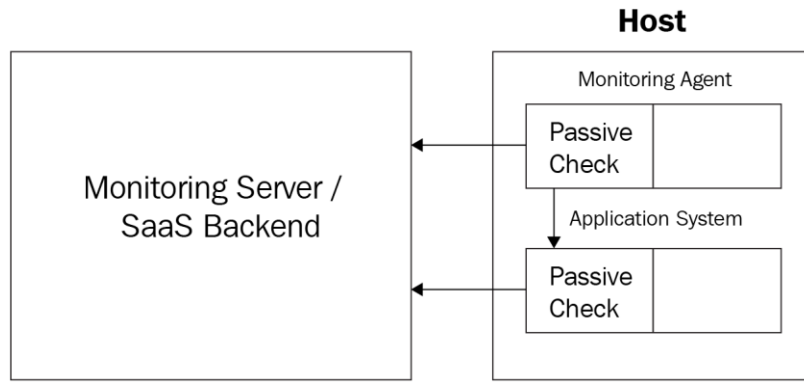 Host
Monitoring Agent
Passive
Check
Monitoring Server /
SaaS Backend
Application System
Passive
Check